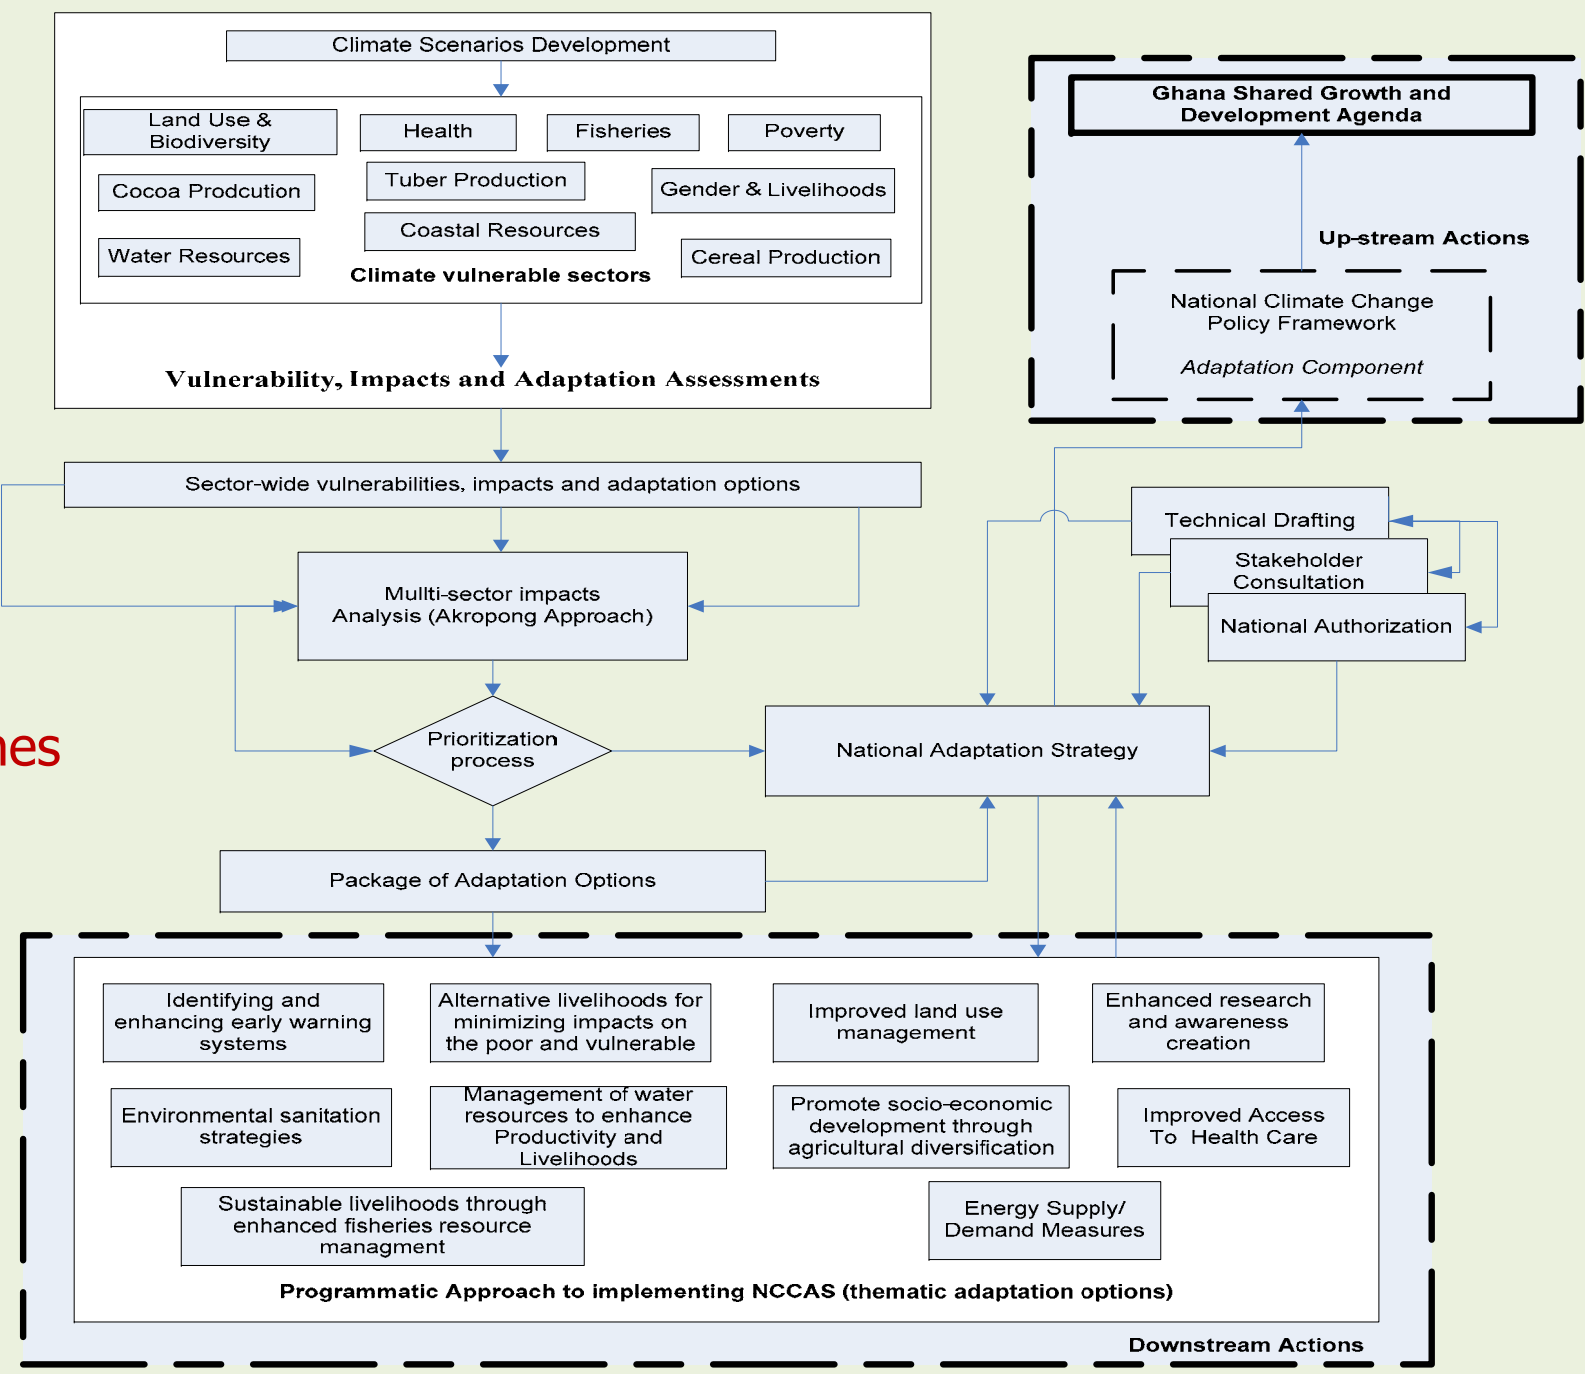 Climate Scenarios Development
Land Use &
Biodiversity
Health
Fisheries
Poverty
Cocoa Prodcution
Tuber Production
Gender & Livelihoods
Coastal Resources
Water Resources
Cereal Production
Climate vulnerable sectors
Vulnerability, Impacts and Adaptation Assessments
Ghana Shared Growth and
Development Agenda
Up-stream Actions
National Climate Change
Policy Framework
Adaptation Component
Sector-wide vulnerabilities, impacts and adaptation options
Technical Drafting
Stakeholder
Consultation
National Authorization
Mullti-sector impacts
Analysis (Akropong Approach)
Prioritization
process
National Adaptation Strategy
Package of Adaptation Options
Identifying and
enhancing early warning
systems
Alternative livelihoods for
minimizing impacts on
the poor and vulnerable
Improved land use
management
Enhanced research
and awareness
creation
Environmental sanitation
strategies
Management of water
resources to enhance
Productivity and
Livelihoods
Promote socio-economic
development through
agricultural diversification
Improved Access
To Health Care
Sustainable livelihoods through
enhanced fisheries resource
managment
Energy Supply/
Demand Measures
Programmatic Approach to implementing NCCAS (thematic adaptation options)
Downstream Actions